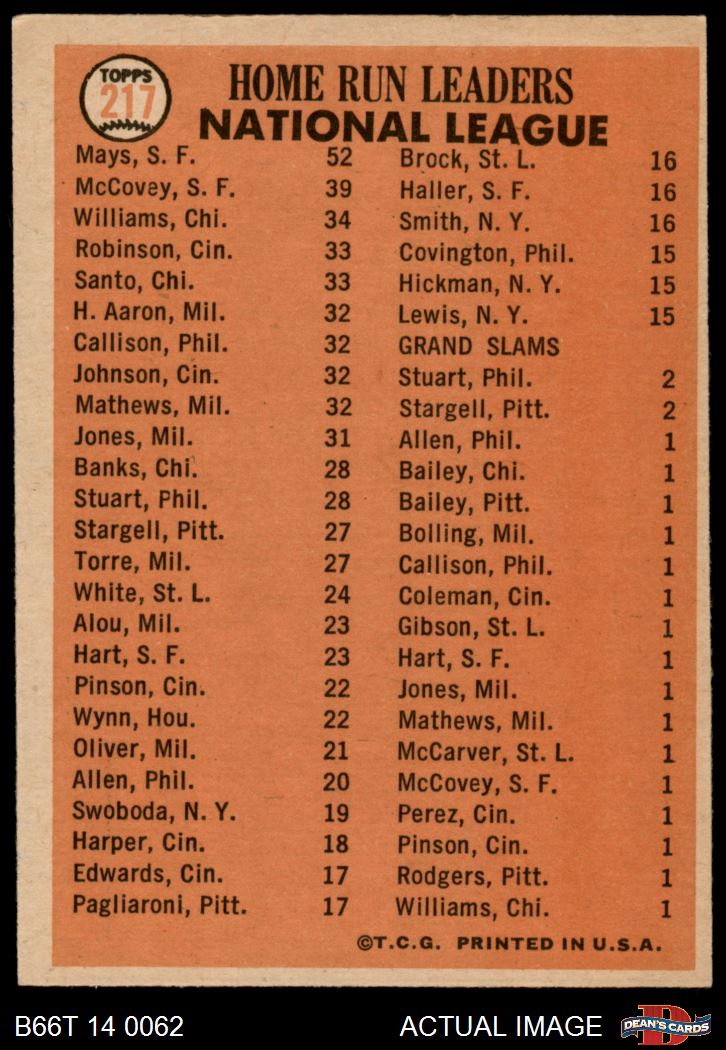 TOPPS
217
HOME RUN LEADERS
NATIONAL LEAGUE
Mays, S. F. 52
McCovey, S. F. 39
Williams, Chi. 34
Robinson, Cin. 33
Santo, Chi. 33
H. Aaron, Mil. 32
Callison, Phil. 32
Johnson, Cin. 32
Mathews, Mil. 32
Jones, Mil. 31
Banks, Chi. 28
Stuart, Phil. 28
Stargell, Pitt. 27
Torre, Mil. 27
White, St. L. 24
Alou, Mil. 23
Hart, S. F. 23
Pinson, Cin. 22
Wynn, Hou. 22
Oliver, Mil. 21
Allen, Phil. 20
Swoboda, N. Y. 19
Harper, Cin. 18
Edwards, Cin. 17
Pagliaroni, Pitt. 17
Brock, St. L. 16
Haller, S. F. 16
Smith, N. Y. 16
Covington, Phil. 15
Hickman, N. Y. 15
Lewis, N. Y. 15
GRAND SLAMS
Stuart, Phil. 2
Stargell, Pitt. 2
Allen, Phil. 1
Bailey, Chi. 1
Bailey, Pitt. 1
Bolling, Mil. 1
Callison, Phil. 1
Coleman, Cin. 1
Gibson, St. L. 1
Hart, S. F. 1
Jones, Mil. 1
Mathews, Mil. 1
McCarver, St. L. 1
McCovey, S. F. 1
Perez, Cin. 1
Pinson, Cin. 1
Rodgers, Pitt. 1
Williams, Chi. 1
©T.C.G. PRINTED IN U.S.A.
B66T 14 0062 ACTUAL IMAGE
D
DEAN'S CARDS